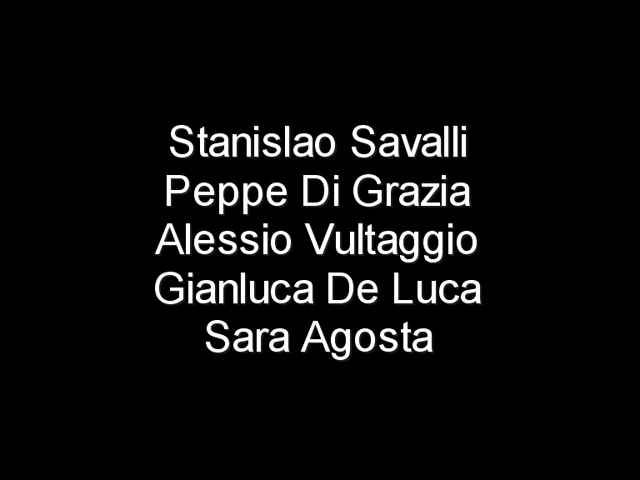 Stanislao Savalli
Peppe Di Grazia
Alessio Vultaggio
Gianluca De Luca
Sara Agosta